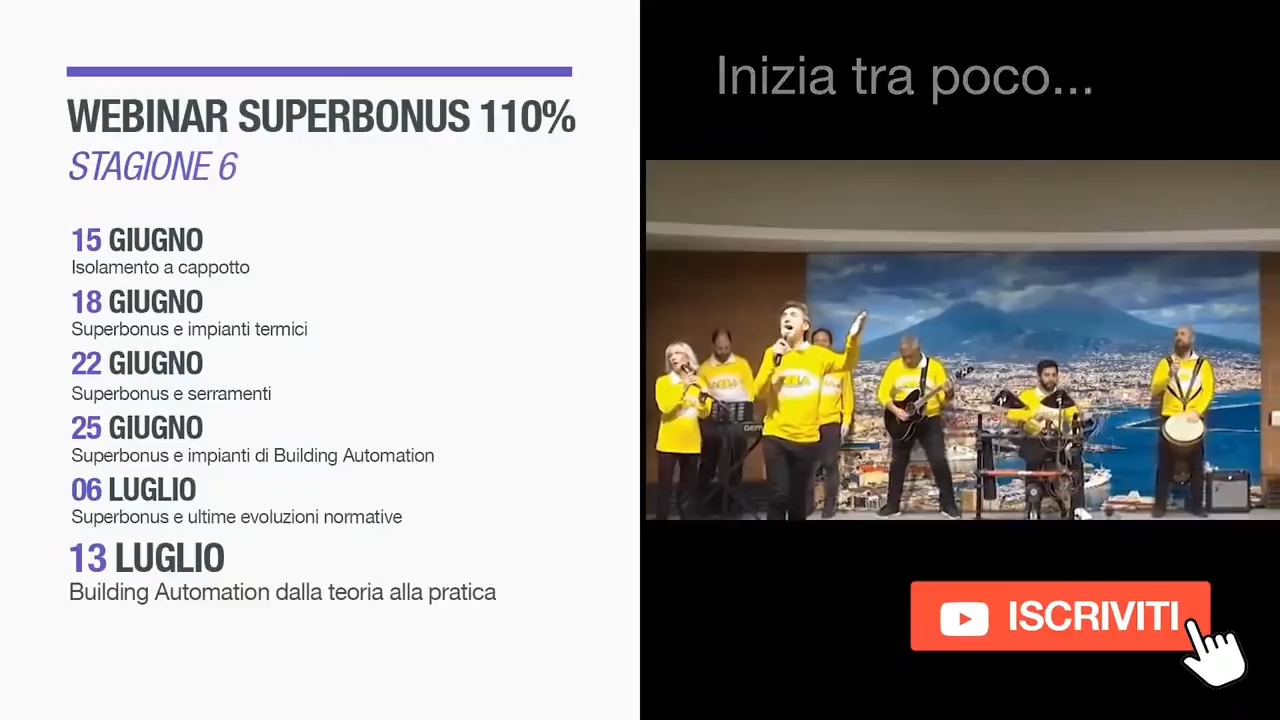 WEBINAR SUPERBONUS 110%
STAGIONE 6
15 GIUGNO
Isolamento a cappotto
18 GIUGNO
Superbonus e impianti termici
22 GIUGNO
Superbonus e serramenti
25 GIUGNO
Superbonus e impianti di Building Automation
06 LUGLIO
Superbonus e ultime evoluzioni normative
13 LUGLIO
Building Automation dalla teoria alla pratica
Inizia tra poco...
ISCRIVITI